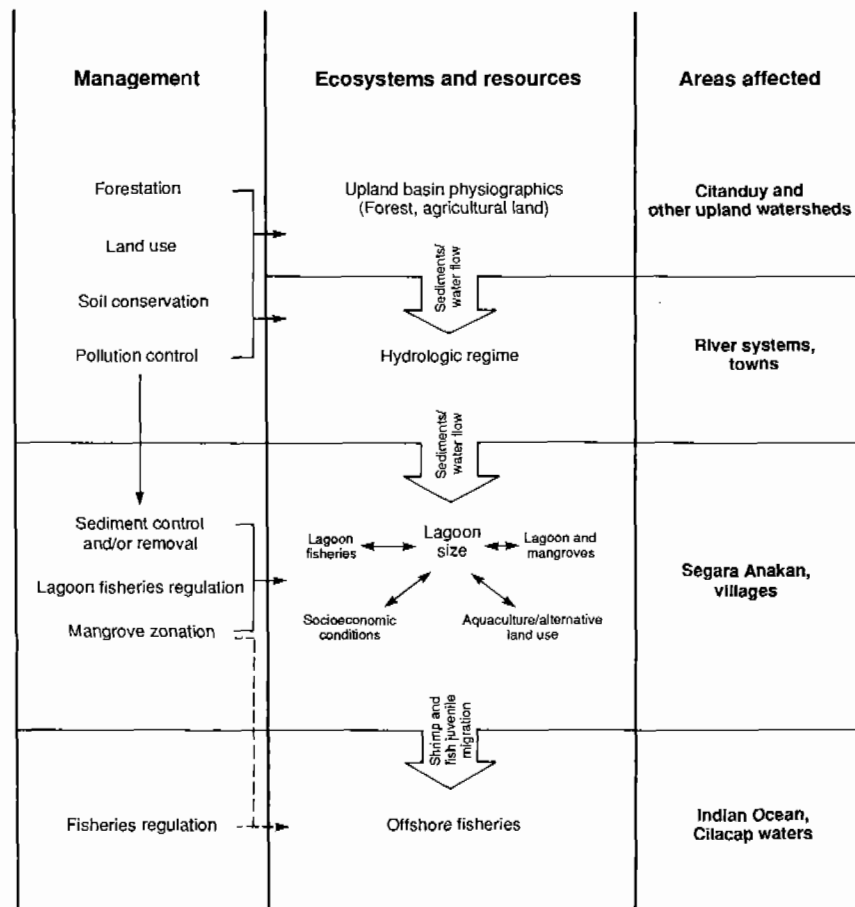 Management
Ecosystems and resources
Areas affected
Forestation
Land use
Soil conservation
Pollution control
Upland basin physiographics
(Forest, agricultural land)
Citanduy and
other upland watersheds
Sediments/
water flow
Hydrologic regime
River systems,
towns
Sediments/
water flow
Sediment control
and/or removal
Lagoon fisheries regulation
Mangrove zonation
Lagoon
fisheries
Lagoon
size
Lagoon and
mangroves
Socioeconomic
conditions
Aquaculture/alternative
land use
Segara Anakan,
villages
Shrimp and
fish juvenile
migration
Fisheries regulation
Offshore fisheries
Indian Ocean,
Cilacap waters